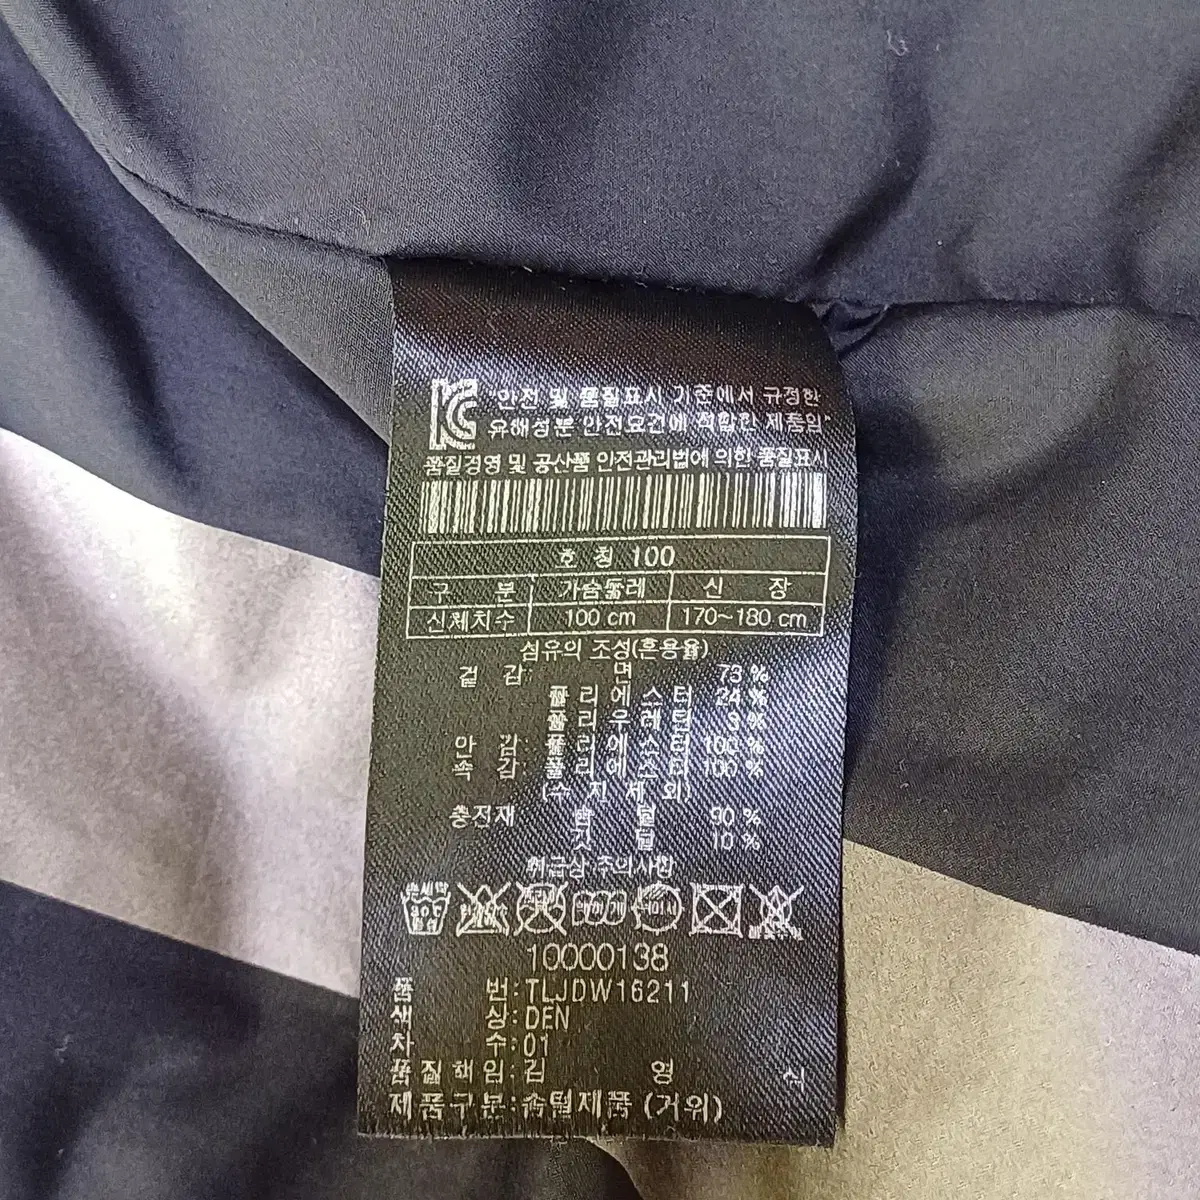 KC 안전 및 품질표시 기준에서 규정한
유해성분 안전요건에 적합한 제품임"
품질경영 및 공산품 안전관리법에 의한 품질표시
호 칭 100
구 분 가슴둘레 신 장
신체치수 100 cm 170~180 cm
섬유의 조성(혼용율)
겉 감: 면 73 %
폴리에스터 24 %
폴리우레탄 3 %
안 감: 폴리에스터 100 %
속 감: 폴리에스터 100 %
(수 지 제 외)
충전재 솜 털 90 %
깃 털 10 %
취급상 주의사항
손세탁 30℃ 중성
10000138
품 번:TLJDW16211
색 상:DEN
차 수:01
품질책임:김 영 식
제품구분:솜털제품 (거위)